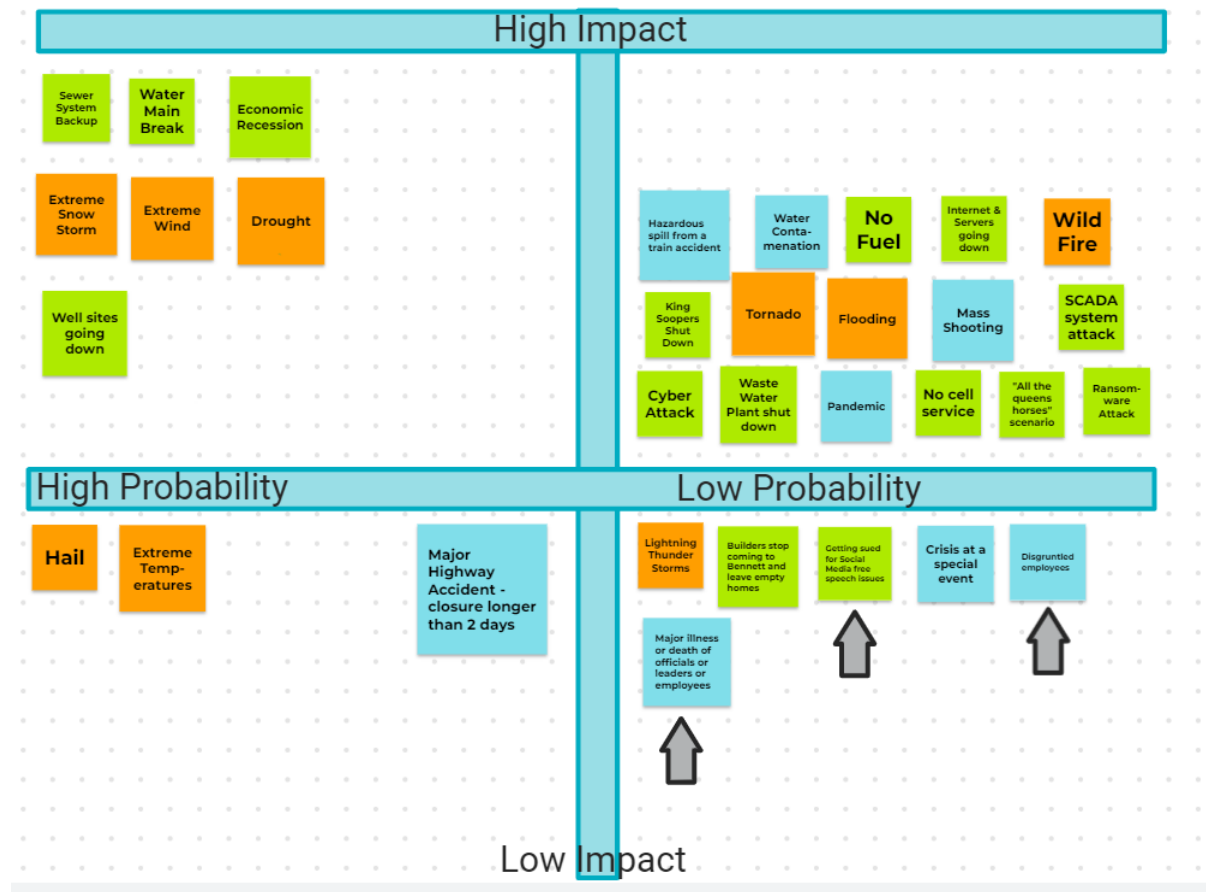 High Impact
Sewer
System
Backup
Water
Main
Break
Economic
Recession
Extreme
Snow
Storm
Extreme
Wind
Drought
Well sites
going
down
Hazardous
spill from a
train accident
Water
Conta-
menation
No
Fuel
Internet &
Servers
going
down
Wild
Fire
King
Soopers
Shut
Down
Tornado
Flooding
Mass
Shooting
SCADA
system
attack
Cyber
Attack
Waste
Water
Plant shut
down
Pandemic
No cell
service
"All the
queens
horses"
scenario
Ransom-
ware
Attack
High Probability
Low Probability
Hail
Extreme
Temp-
eratures
Major
Highway
Accident -
closure longer
than 2 days
Lightning
Thunder
Storms
Builders stop
coming to
Bennett and
leave empty
homes
Getting sued
for Social
Media free
speech issues
Crisis at a
special
event
Disgruntled
employees
Major illness
or death of
officials or
leaders or
employees
Low Impact